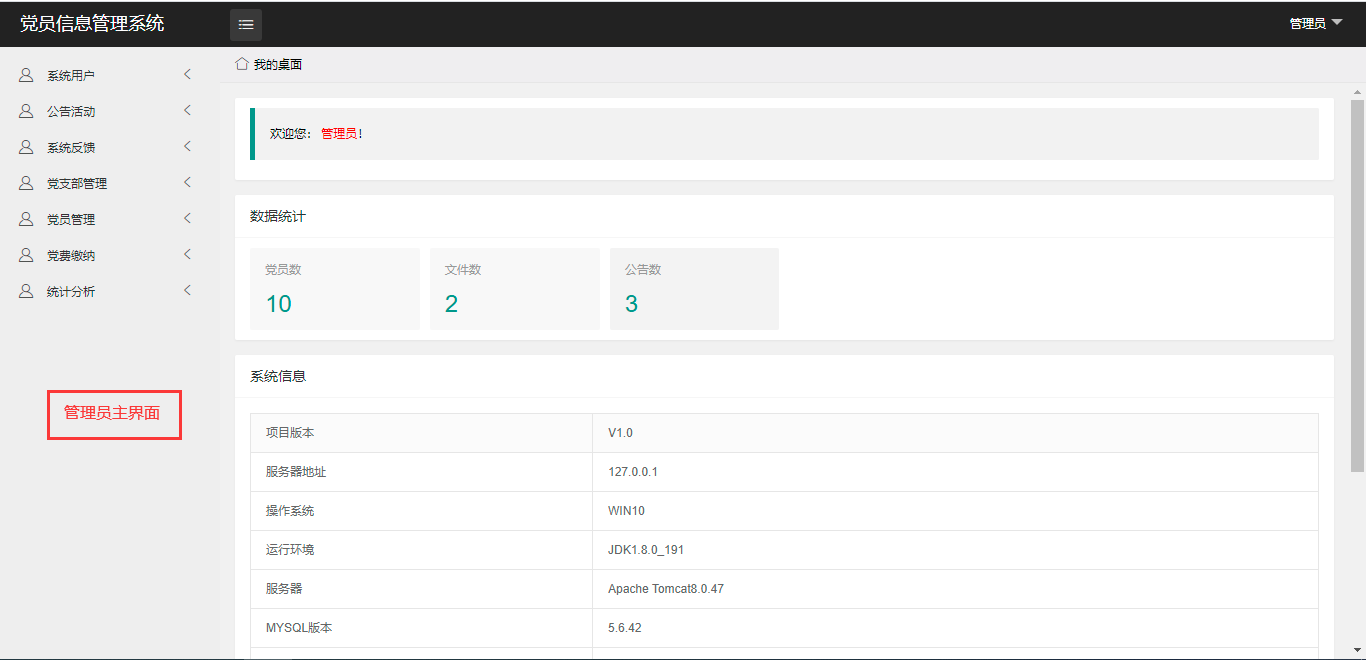 党员信息管理系统
管理员
系统用户
公告活动
系统反馈
党支部管理
党员管理
党费缴纳
统计分析
管理员主界面
我的桌面
欢迎您： 管理员!
数据统计
党员数 文件数 公告数
10 2 3
系统信息
项目版本 V1.0
服务器地址 127.0.0.1
操作系统 WIN10
运行环境 JDK1.8.0_191
服务器 Apache Tomcat8.0.47
MYSQL版本 5.6.42